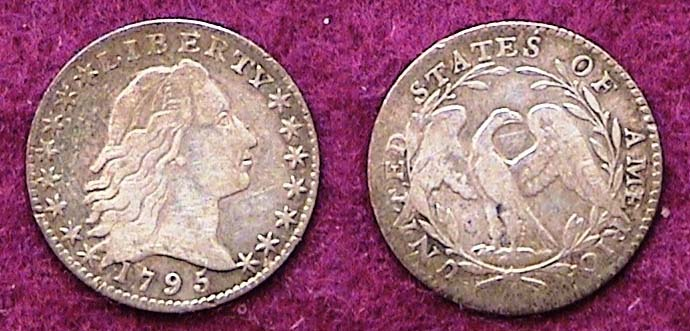 LIBERTY
1795
UNITED STATES OF AMERICA